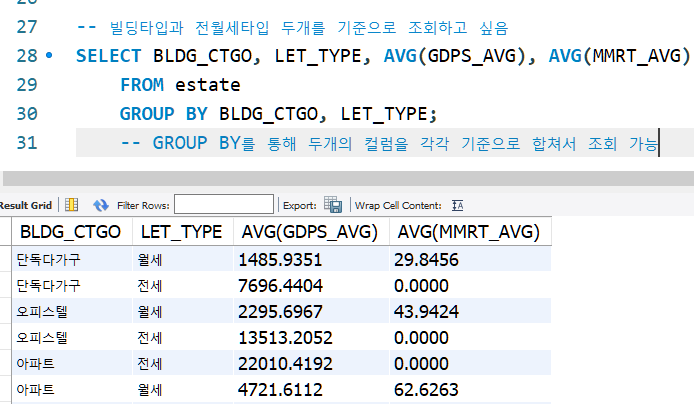 27 -- 빌딩타입과 전월세타입 두개를 기준으로 조회하고 싶음
28 SELECT BLDG_CTGO, LET_TYPE, AVG(GDPS_AVG), AVG(MMRT_AVG)
29 FROM estate
30 GROUP BY BLDG_CTGO, LET_TYPE;
31 -- GROUP BY를 통해 두개의 컬럼을 각각 기준으로 합쳐서 조회 가능
Result Grid Filter Rows: Export: Wrap Cell Content: IA
BLDG_CTGO LET_TYPE AVG(GDPS_AVG) AVG(MMRT_AVG)
단독다가구 월세 1485.9351 29.8456
단독다가구 전세 7696.4404 0.0000
오피스텔 월세 2295.6967 43.9424
오피스텔 전세 13513.2052 0.0000
아파트 전세 22010.4192 0.0000
아파트 월세 4721.6112 62.6263